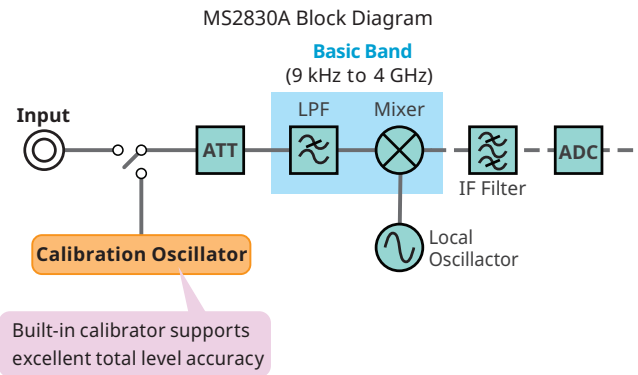 MS2830A Block Diagram
Basic Band
(9 kHz to 4 GHz)
Input
LPF
Mixer
ATT
ADC
IF Filter
Local
Oscillactor
Calibration Oscillator
Built-in calibrator supports
excellent total level accuracy